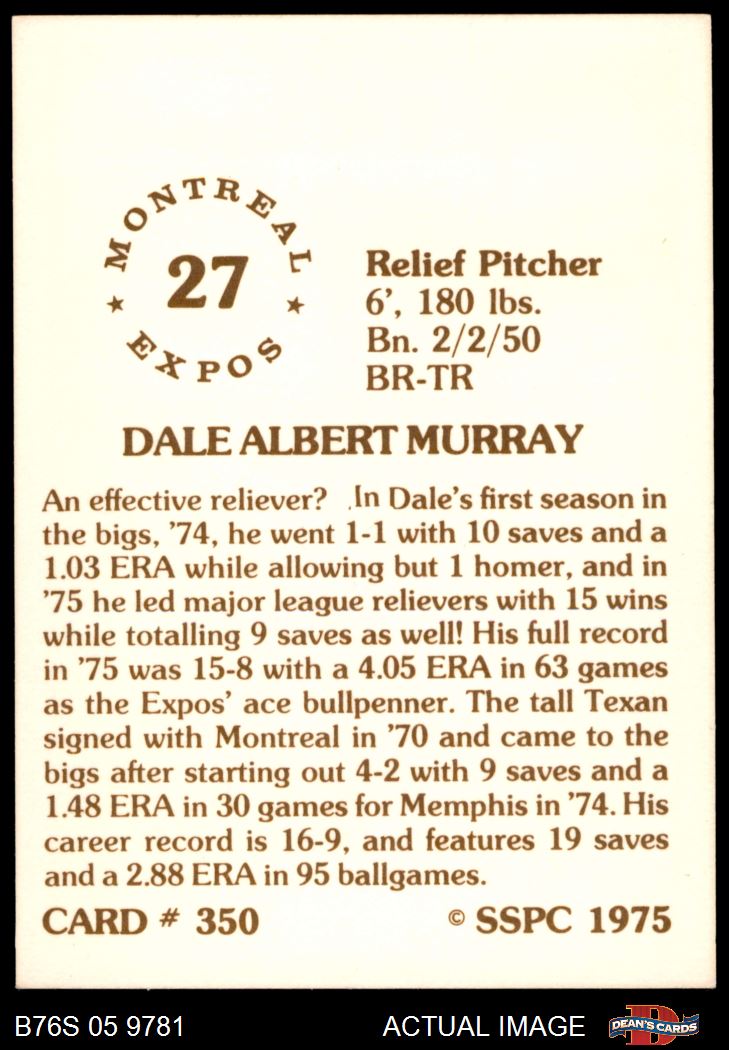 MONTREAL
27
EXPOS
Relief Pitcher
6', 180 lbs.
Bn. 2/2/50
BR-TR
DALE ALBERT MURRAY
An effective reliever? .In Dale's first season in
the bigs, '74, he went 1-1 with 10 saves and a
1.03 ERA while allowing but 1 homer, and in
'75 he led major league relievers with 15 wins
while totalling 9 saves as well! His full record
in '75 was 15-8 with a 4.05 ERA in 63 games
as the Expos' ace bullpenner. The tall Texan
signed with Montreal in '70 and came to the
bigs after starting out 4-2 with 9 saves and a
1.48 ERA in 30 games for Memphis in '74. His
career record is 16-9, and features 19 saves
and a 2.88 ERA in 95 ballgames.
CARD # 350 © SSPC 1975
B76S 05 9781 ACTUAL IMAGE D DEAN'S CARDS